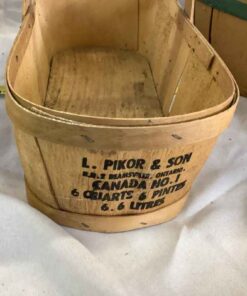 L. PIKOR & SON
R.R.2 BEAMSVILLE, ONTARIO.
CANADA NO. 1
6 QUARTS 6 PINTES
6.6 LITRES